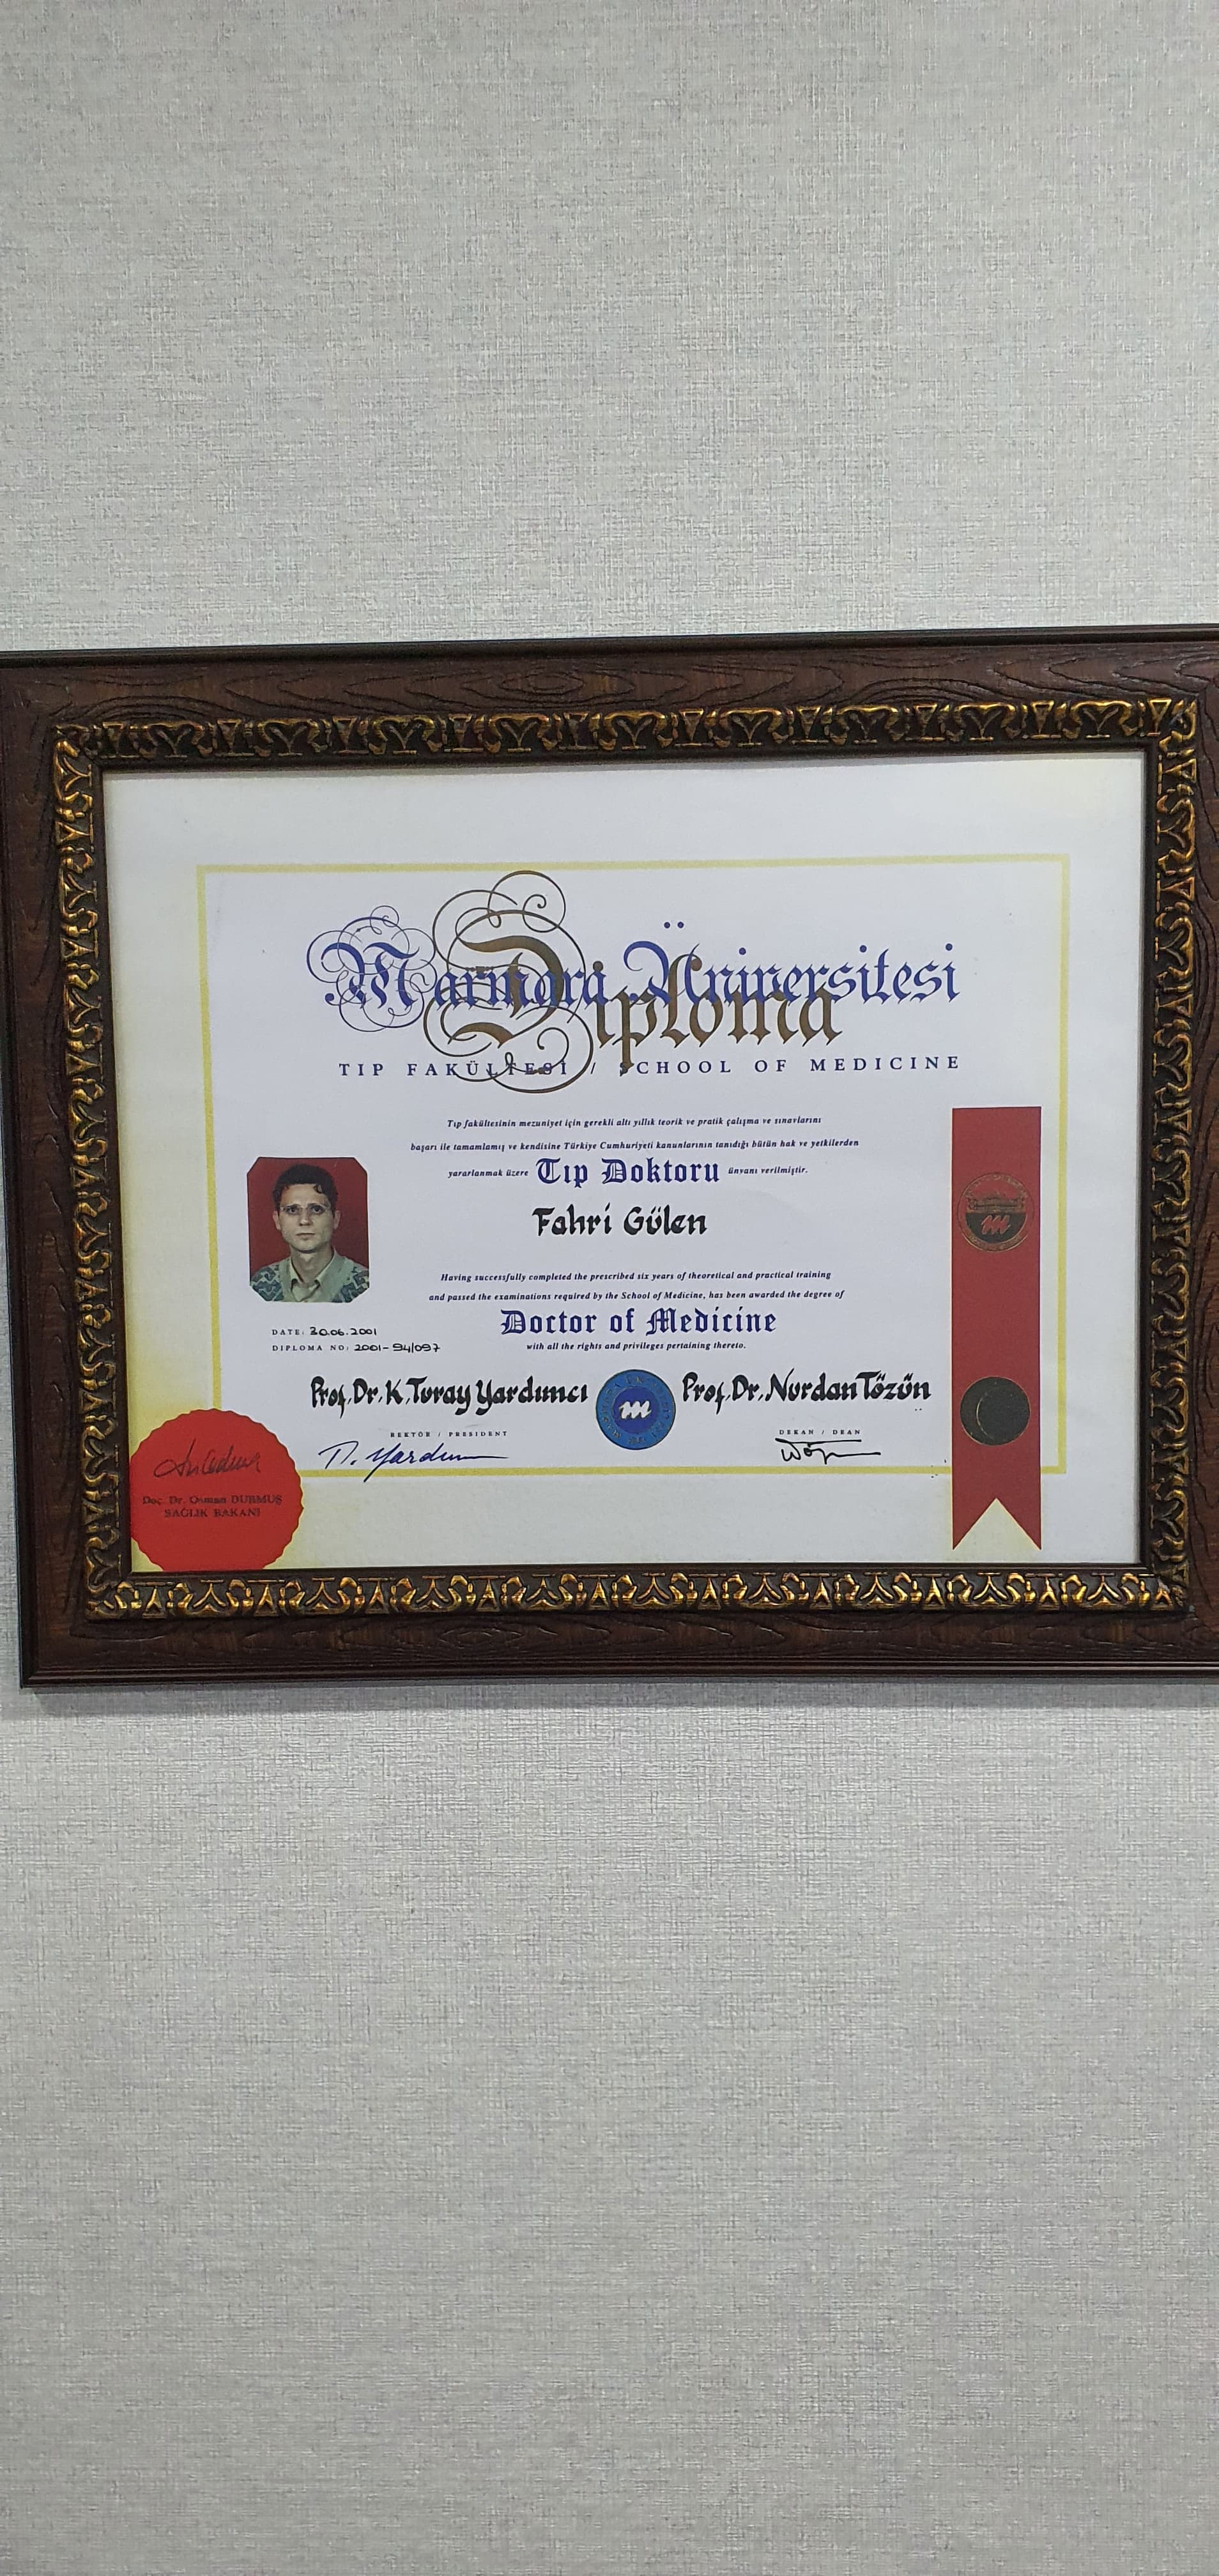 Marmara Üniversitesi
Diploma
TIP FAKÜLTESI / SCHOOL OF MEDICINE
Tıp fakültesinin mezuniyet için gerekli altı yıllık teorik ve pratik çalışma ve sınavlarını
başarı ile tamamlamış ve kendisine Türkiye Cumhuriyeti kanunlarının tanıdığı bütün hak ve yetkilerden
yararlanmak üzere Tıp Doktoru ünvanı verilmiştir.
Fahri Gülen
Having successfully completed the prescribed six years of theoretical and practical training
and passed the examinations required by the School of Medicine, has been awarded the degree of
Doctor of Medicine
with all the rights and privileges pertaining thereto.
DATE: 20.06.2001
DIPLOMA NO: 2001-94/097
Prof. Dr. K. Turay Yardımcı
REKTÖR / PRESIDENT
Prof. Dr. Nurdan Tözün
DEKAN / DEAN
m
Doç. Dr. Osman DURMUŞ
SAĞLIK BAKANI